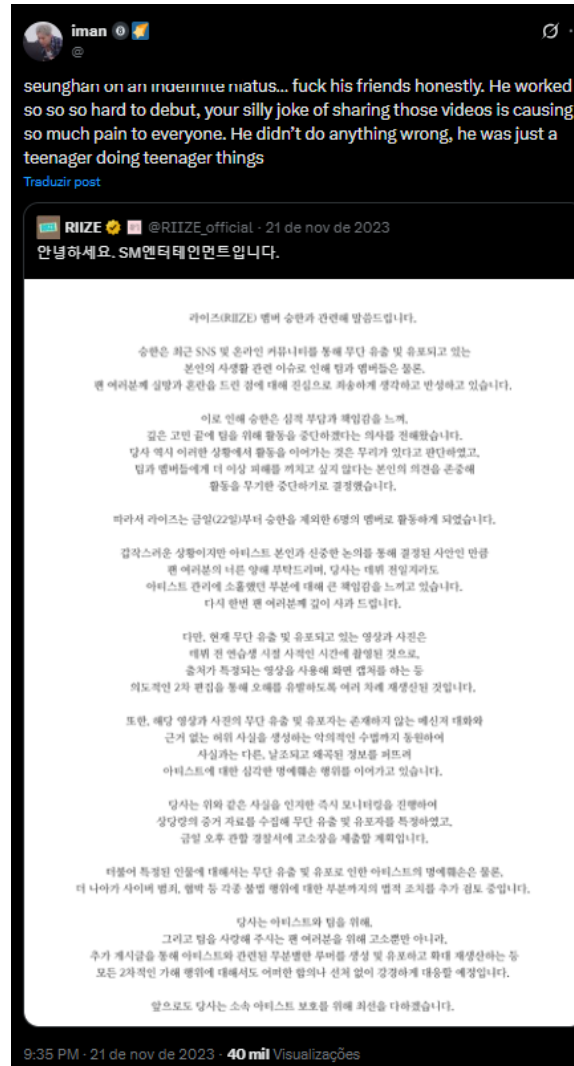 iman
@
seunghan on an indefinite hiatus... fuck his friends honestly. He worked
so so so hard to debut, your silly joke of sharing those videos is causing
so much pain to everyone. He didn't do anything wrong, he was just a
teenager doing teenager things
Traduzir post
RIIZE @RIIZE_official · 21 de nov de 2023
안녕하세요. SM엔터테인먼트입니다.
라이즈(RIIZE) 멤버 승한과 관련해 말씀드립니다.
승한은 최근 SNS 및 온라인 커뮤니티를 통해 무단 유출 및 유포되고 있는
본인의 사생활 관련 이슈로 인해 팀과 멤버들은 물론,
팬 여러분께 실망과 혼란을 드린 점에 대해 진심으로 죄송하게 생각하고 반성하고 있습니다.
이로 인해 승한은 심적 부담과 책임감을 느껴,
깊은 고민 끝에 팀을 위해 활동을 중단하겠다는 의사를 전해왔습니다.
당사 역시 이러한 상황에서 활동을 이어가는 것은 무리가 있다고 판단하였고,
팀과 멤버들에게 더 이상 피해를 끼치고 싶지 않다는 본인의 의견을 존중해
활동을 무기한 중단하기로 결정했습니다.
따라서 라이즈는 금일(22일)부터 승한을 제외한 6명의 멤버로 활동하게 되었습니다.
갑작스러운 상황이지만 아티스트 본인과 신중한 논의를 통해 결정된 사안인 만큼
팬 여러분의 너른 양해 부탁드리며, 당사는 데뷔 전일지라도
아티스트 관리에 소홀했던 부분에 대해 큰 책임감을 느끼고 있습니다.
다시 한번 팬 여러분께 깊이 사과 드립니다.
다만, 현재 무단 유출 및 유포되고 있는 영상과 사진은
데뷔 전 연습생 시절 사적인 시간에 촬영된 것으로,
출처가 특정되는 영상을 사용해 화면 캡처를 하는 등
의도적인 2차 편집을 통해 오해를 유발하도록 여러 차례 재생산된 것입니다.
또한, 해당 영상과 사진의 무단 유출 및 유포자는 존재하지 않는 메신저 대화와
근거 없는 허위 사실을 생성하는 악의적인 수법까지 동원하여
사실과는 다른, 날조되고 왜곡된 정보를 퍼뜨려
아티스트에 대한 심각한 명예훼손 행위를 이어가고 있습니다.
당사는 위와 같은 사실을 인지한 즉시 모니터링을 진행하여
상당량의 증거 자료를 수집해 무단 유출 및 유포자를 특정하였고,
금일 오후 관할 경찰서에 고소장을 제출할 계획입니다.
더불어 특정된 인물에 대해서는 무단 유출 및 유포로 인한 아티스트의 명예훼손은 물론,
더 나아가 사이버 범죄, 협박 등 각종 불법 행위에 대한 부분까지의 법적 조치를 추가 검토 중입니다.
당사는 아티스트와 팀을 위해,
그리고 팀을 사랑해 주시는 팬 여러분을 위해 고소뿐만 아니라,
추가 게시글을 통해 아티스트와 관련된 무분별한 루머를 생성 및 유포하고 확대 재생산하는 등
모든 2차적인 가해 행위에 대해서도 어떠한 합의나 선처 없이 강경하게 대응할 예정입니다.
앞으로도 당사는 소속 아티스트 보호를 위해 최선을 다하겠습니다.
9:35 PM · 21 de nov de 2023 · 40 mil Visualizações